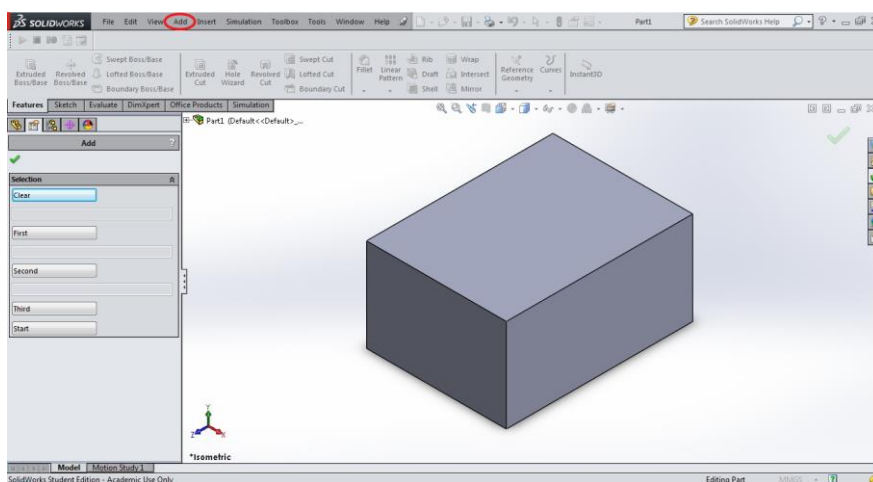 SOLIDWORKS File Edit View Add Insert Simulation Toolbox Tools Window Help Part1 Search SolidWorks Help
Extruded Boss/Base
Revolved Boss/Base
Swept Boss/Base
Lofted Boss/Base
Boundary Boss/Base
Extruded Cut
Hole Wizard
Revolved Cut
Swept Cut
Lofted Cut
Boundary Cut
Fillet
Linear Pattern
Rib
Draft
Shell
Wrap
Intersect
Mirror
Reference Geometry
Curves
Instant3D
Features Sketch Evaluate DimXpert Office Products Simulation
Part1 (Default<<Default>_...
Add ?
Selection
Clear
First
Second
Third
Start
Y
Z X
*Isometric
Model Motion Study 1
SolidWorks Student Edition - Academic Use Only Editing Part MMGS ?